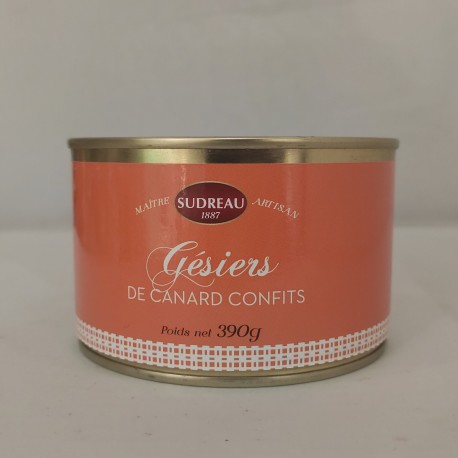 MAÎTRE SUDREAU ARTISAN
1887
Gésiers
DE CANARD CONFITS
Poids net 390g